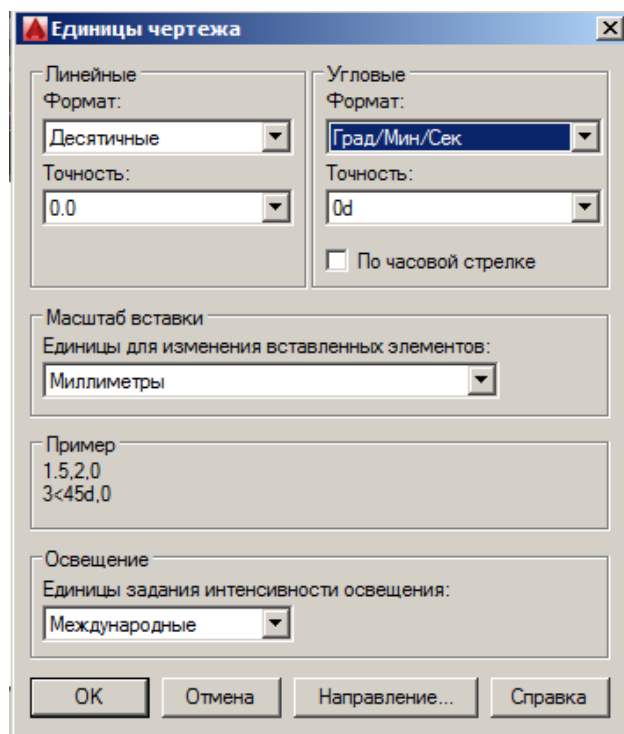 Единицы чертежа
Линейные
Формат:
Десятичные
Точность:
0.0
Угловые
Формат:
Град/Мин/Сек
Точность:
0d
По часовой стрелке
Масштаб вставки
Единицы для изменения вставленных элементов:
Миллиметры
Пример
1.5,2,0
3<45d,0
Освещение
Единицы задания интенсивности освещения:
Международные
OK Отмена Направление... Справка